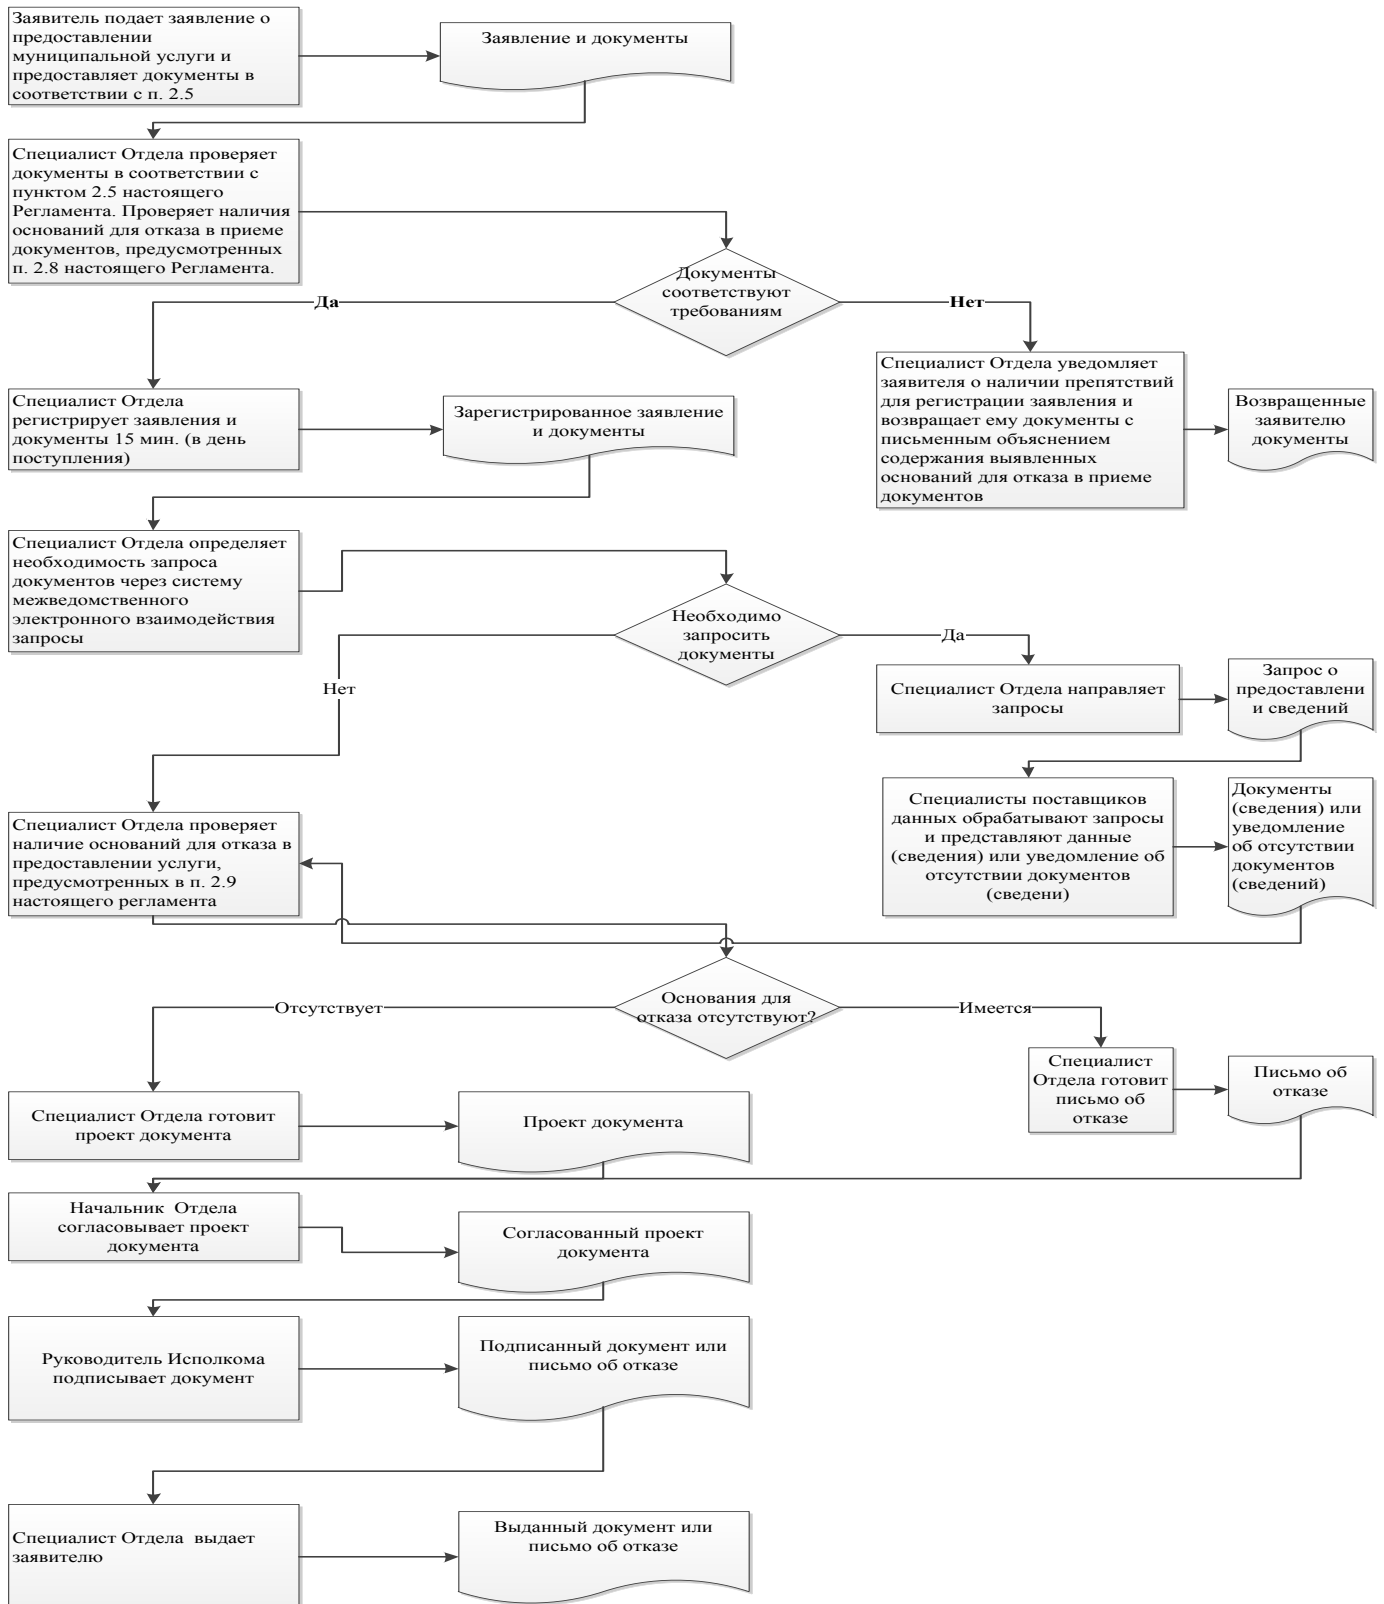 Заявитель подает заявление о
предоставлении
муниципальной услуги и
предоставляет документы в
соответствии с п. 2.5
Заявление и документы
Специалист Отдела проверяет
документы в соответствии с
пунктом 2.5 настоящего
Регламента. Проверяет наличия
оснований для отказа в приеме
документов, предусмотренных
п. 2.8 настоящего Регламента.
Документы
соответствуют
требованиям
Да
Нет
Специалист Отдела уведомляет
заявителя о наличии препятствий
для регистрации заявления и
возвращает ему документы с
письменным объяснением
содержания выявленных
оснований для отказа в приеме
документов
Возвращенные
заявителю
документы
Специалист Отдела
регистрирует заявления и
документы 15 мин. (в день
поступления)
Зарегистрированное заявление
и документы
Специалист Отдела определяет
необходимость запроса
документов через систему
межведомственного
электронного взаимодействия
запросы
Необходимо
запросить
документы
Да
Нет
Специалист Отдела направляет
запросы
Запрос о
предоставлени
и сведений
Специалисты поставщиков
данных обрабатывают запросы
и представляют данные
(сведения) или уведомление об
отсутствии документов
(сведени)
Документы
(сведения) или
уведомление
об отсутствии
документов
(сведений)
Специалист Отдела проверяет
наличие оснований для отказа в
предоставлении услуги,
предусмотренных в п. 2.9
настоящего регламента
Основания для
отказа отсутствуют?
Отсутствует
Имеется
Специалист
Отдела готовит
письмо об
отказе
Письмо об
отказе
Специалист Отдела готовит
проект документа
Проект документа
Начальник Отдела
согласовывает проект
документа
Согласованный проект
документа
Руководитель Исполкома
подписывает документ
Подписанный документ или
письмо об отказе
Специалист Отдела выдает
заявителю
Выданный документ или
письмо об отказе